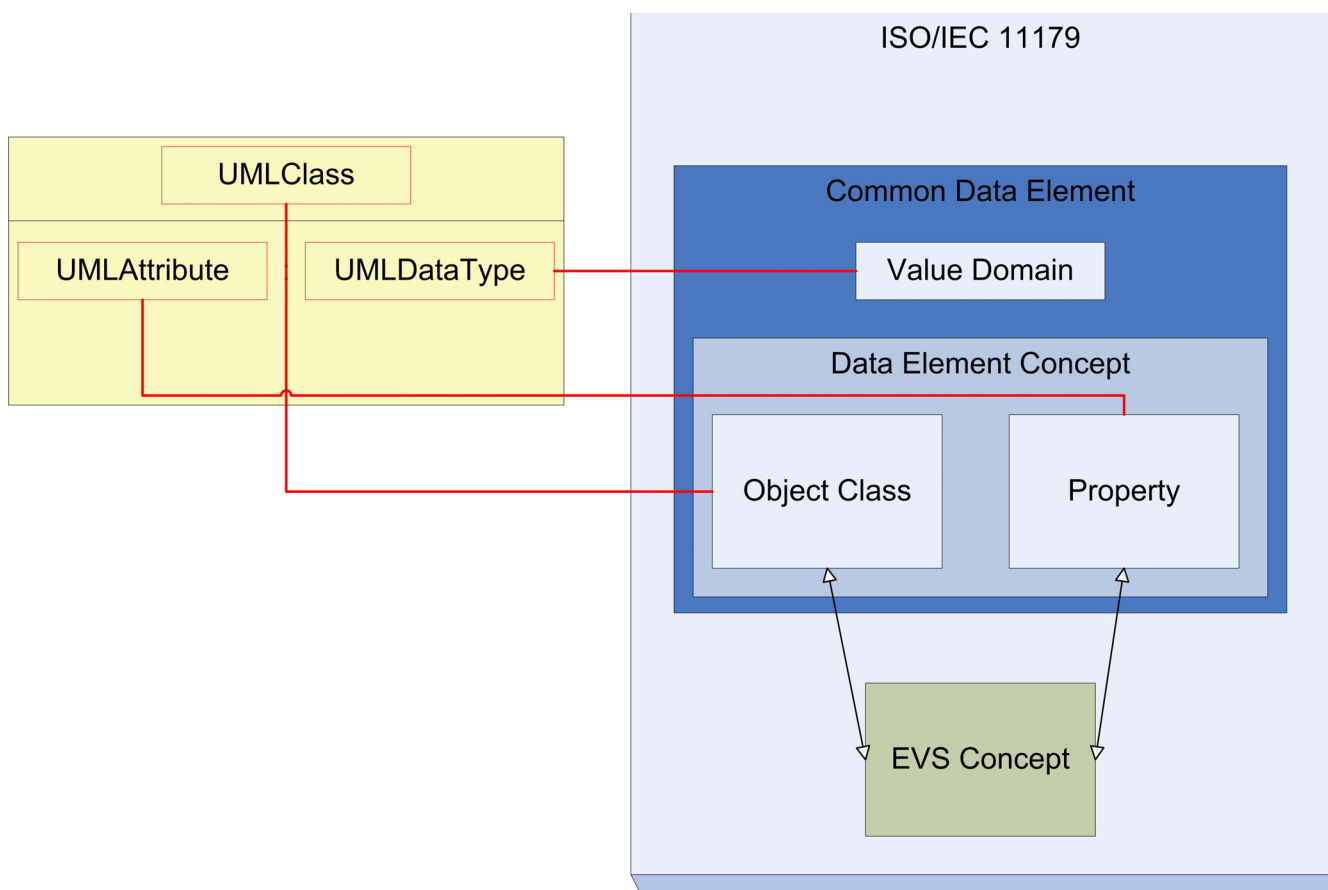 ISO/IEC 11179
UMLClass
Common Data Element
UMLAttribute
UMLDataType
Value Domain
Data Element Concept
Object Class
Property
EVS Concept